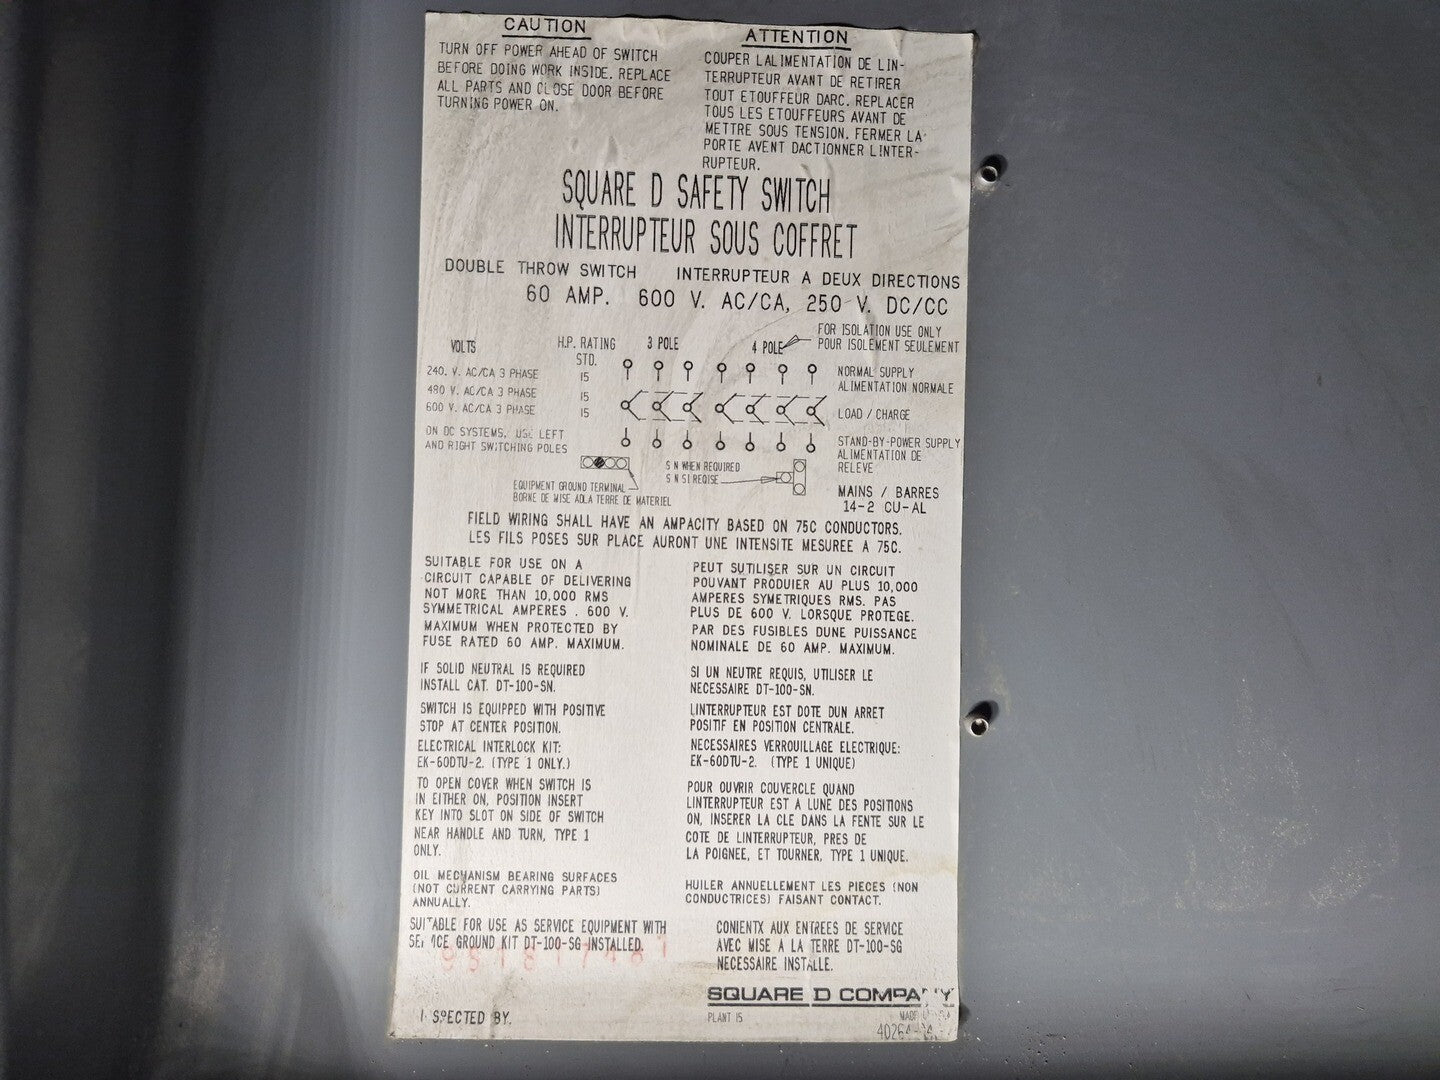 CAUTION
TURN OFF POWER AHEAD OF SWITCH
BEFORE DOING WORK INSIDE. REPLACE
ALL PARTS AND CLOSE DOOR BEFORE
TURNING POWER ON.
ATTENTION
COUPER LALIMENTATION DE LIN-
TERRUPTEUR AVANT DE RETIRER
TOUT ETOUFFEUR DARC. REPLACER
TOUS LES ETOUFFEURS AVANT DE
METTRE SOUS TENSION. FERMER LA
PORTE AVENT DACTIONNER LINTER-
RUPTEUR.
SQUARE D SAFETY SWITCH
INTERRUPTEUR SOUS COFFRET
DOUBLE THROW SWITCH INTERRUPTEUR A DEUX DIRECTIONS
60 AMP. 600 V. AC/CA, 250 V. DC/CC
FOR ISOLATION USE ONLY
POUR ISOLEMENT SEULEMENT
VOLTS H.P. RATING 3 POLE 4 POLE
STD.
240. V. AC/CA 3 PHASE 15
480 V. AC/CA 3 PHASE 15
600 V. AC/CA 3 PHASE 15
ON DC SYSTEMS, USE LEFT
AND RIGHT SWITCHING POLES
NORMAL SUPPLY
ALIMENTATION NORMALE
LOAD / CHARGE
STAND-BY-POWER SUPPLY
ALIMENTATION DE
RELEVE
S N WHEN REQUIRED
S N SI REQISE
EQUIPMENT GROUND TERMINAL
BORNE DE MISE ADLA TERRE DE MATERIEL
MAINS / BARRES
14-2 CU-AL
FIELD WIRING SHALL HAVE AN AMPACITY BASED ON 75C CONDUCTORS.
LES FILS POSES SUR PLACE AURONT UNE INTENSITE MESUREE A 75C.
SUITABLE FOR USE ON A
CIRCUIT CAPABLE OF DELIVERING
NOT MORE THAN 10,000 RMS
SYMMETRICAL AMPERES . 600 V.
MAXIMUM WHEN PROTECTED BY
FUSE RATED 60 AMP. MAXIMUM.
IF SOLID NEUTRAL IS REQUIRED
INSTALL CAT. DT-100-SN.
SWITCH IS EQUIPPED WITH POSITIVE
STOP AT CENTER POSITION.
ELECTRICAL INTERLOCK KIT:
EK-60DTU-2. (TYPE 1 ONLY.)
TO OPEN COVER WHEN SWITCH IS
IN EITHER ON, POSITION INSERT
KEY INTO SLOT ON SIDE OF SWITCH
NEAR HANDLE AND TURN, TYPE 1
ONLY.
OIL MECHANISM BEARING SURFACES
(NOT CURRENT CARRYING PARTS)
ANNUALLY.
SUITABLE FOR USE AS SERVICE EQUIPMENT WITH
GROUND KIT DT-100-SG INSTALLED.
PEUT SUTILISER SUR UN CIRCUIT
POUVANT PRODUIER AU PLUS 10,000
AMPERES SYMETRIQUES RMS. PAS
PLUS DE 600 V. LORSQUE PROTEGE.
PAR DES FUSIBLES DUNE PUISSANCE
NOMINALE DE 60 AMP. MAXIMUM.
SI UN NEUTRE REQUIS, UTILISER LE
NECESSAIRE DT-100-SN.
LINTERRUPTEUR EST DOTE DUN ARRET
POSITIF EN POSITION CENTRALE.
NECESSAIRES VERROUILLAGE ELECTRIQUE:
EK-60DTU-2. (TYPE 1 UNIQUE)
POUR OUVRIR COUVERCLE QUAND
LINTERRUPTEUR EST A LUNE DES POSITIONS
ON, INSERER LA CLE DANS LA FENTE SUR LE
COTE DE LINTERRUPTEUR, PRES DE
LA POIGNEE, ET TOURNER, TYPE 1 UNIQUE.
HUILER ANNUELLEMENT LES PIECES (NON
CONDUCTRICES) FAISANT CONTACT.
CONIENTX AUX ENTREES DE SERVICE
AVEC MISE A LA TERRE DT-100-SG
NECESSAIRE INSTALLE.
SQUARE D COMPANY
PLANT 15 MADE
BY.